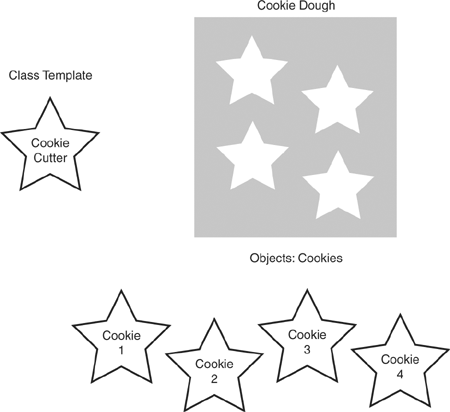 Cookie Dough
Class Template
Cookie
Cutter
Objects: Cookies
Cookie
1
Cookie
2
Cookie
3
Cookie
4